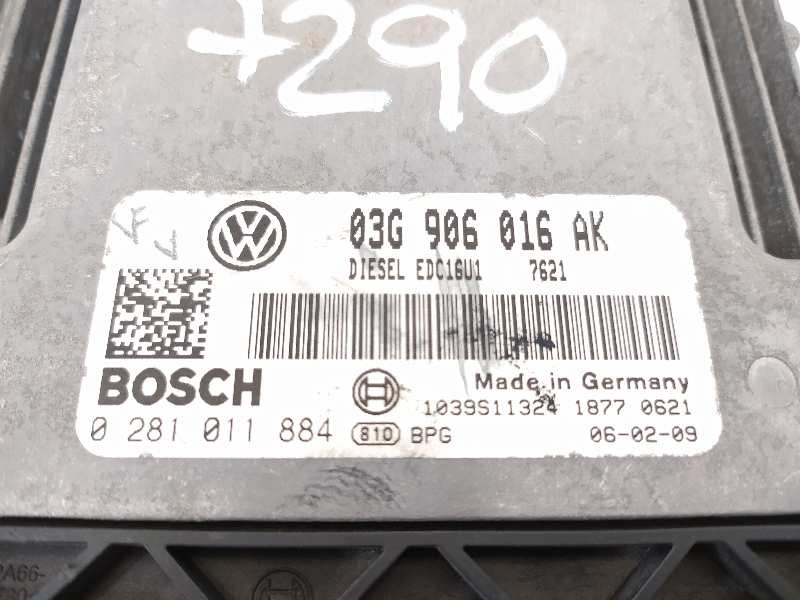 7290
03G 906 016 AK
DIESEL EDC16U1 7621
BOSCH
Made in Germany
1039S11324 1877 0621
0 281 011 884
810 BPG
06-02-09